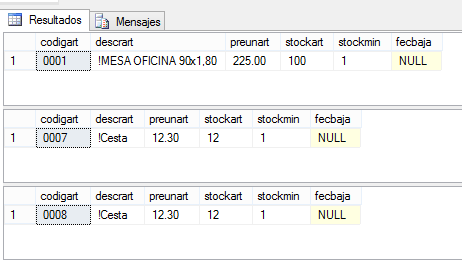 Resultados Mensajes
codigart descrart preunart stockart stockmin fecbaja
1 0001 !MESA OFICINA 90x1,80 225.00 100 1 NULL
codigart descrart preunart stockart stockmin fecbaja
1 0007 !Cesta 12.30 12 1 NULL
codigart descrart preunart stockart stockmin fecbaja
1 0008 !Cesta 12.30 12 1 NULL